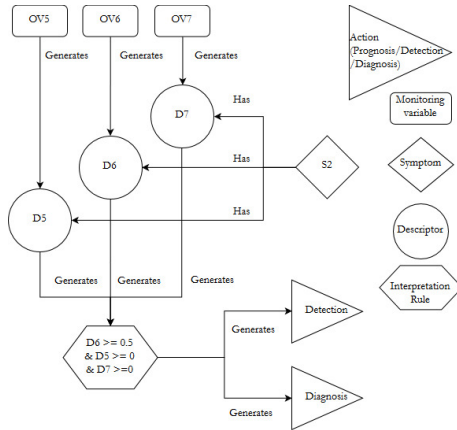 OV5
OV6
OV7
Generates
Generates
Generates
Action
(Prognosis/Detection
/Diagnosis)
D7
Has
Monitoring
variable
D6
Has
S2
Symptom
D5
Has
Descriptor
Generates
Generates
Generates
Interpretation
Rule
D6 >= 0.5
& D5 >= 0
& D7 >=0
Generates
Detection
Generates
Diagnosis